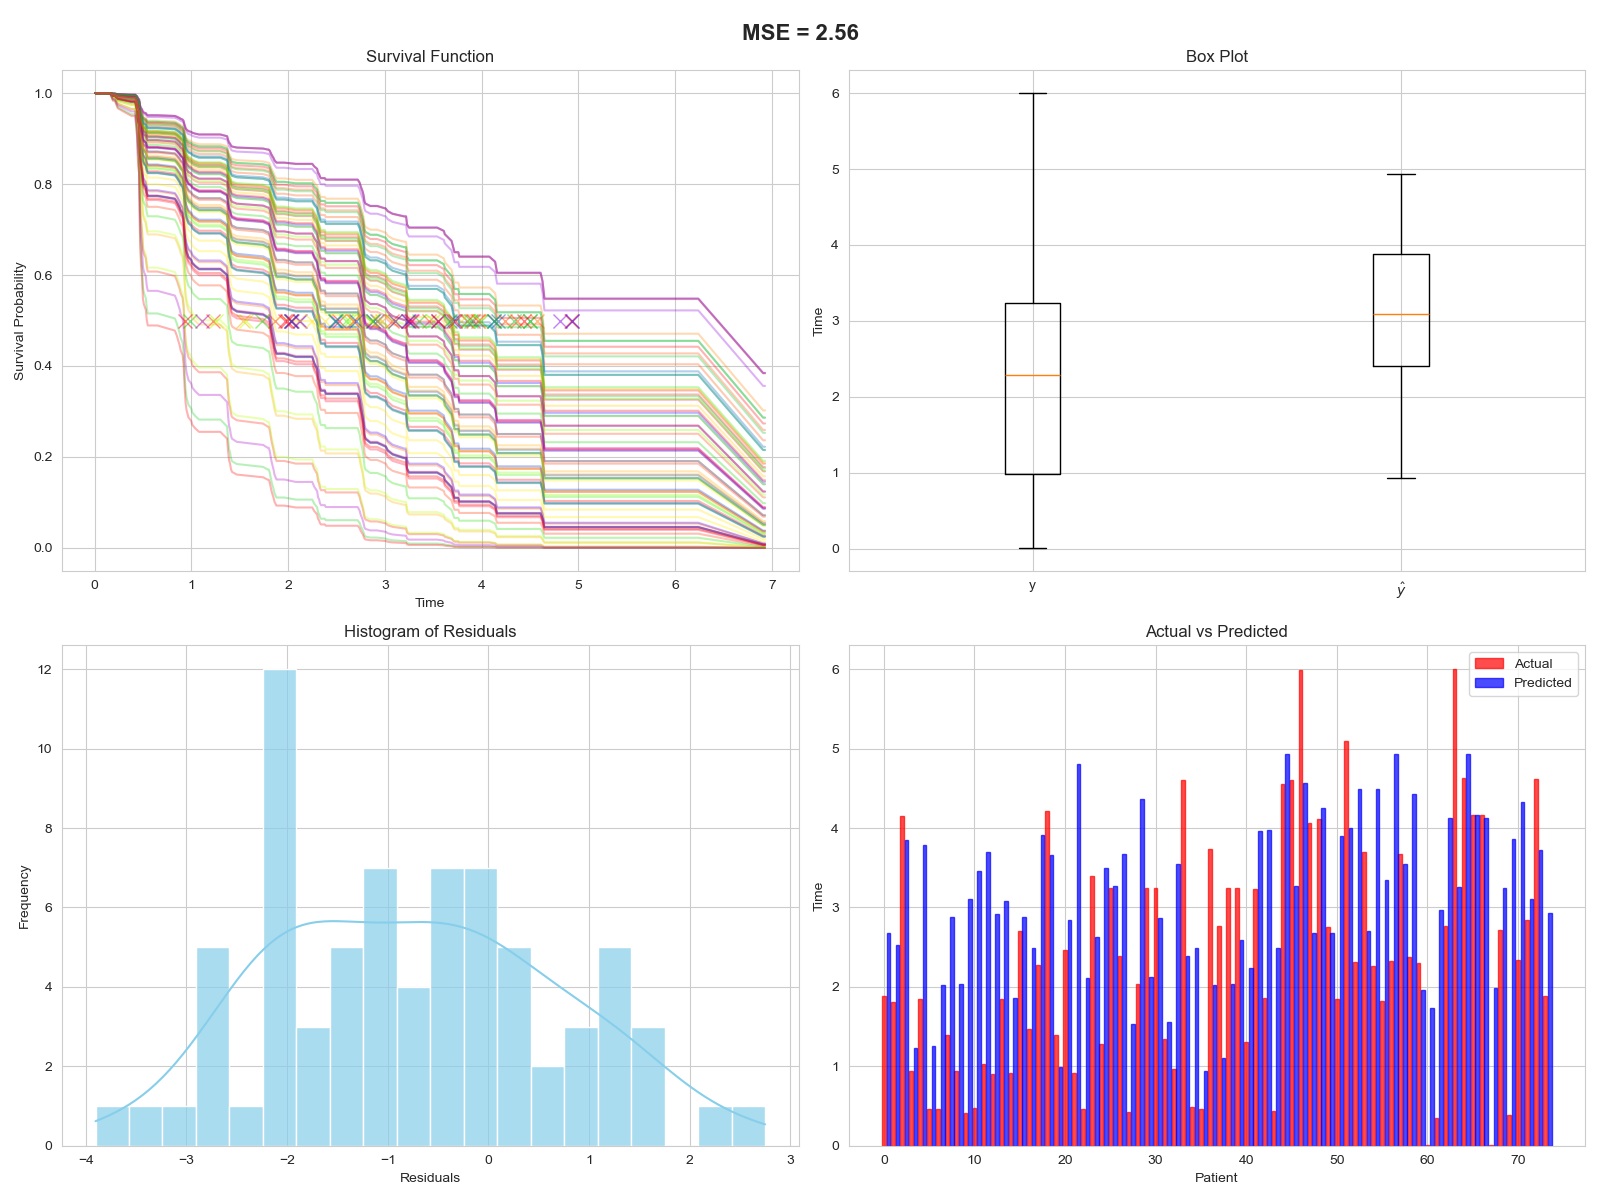 MSE = 2.56
Survival Function
Survival Probability
1.0
0.8
0.6
0.4
0.2
0.0
0 1 2 3 4 5 6 7
Time
Box Plot
Time
6
5
4
3
2
1
0
y ŷ
Histogram of Residuals
Frequency
12
10
8
6
4
2
0
−4 −3 −2 −1 0 1 2 3
Residuals
Actual vs Predicted
Actual
Predicted
Time
6
5
4
3
2
1
0
0 10 20 30 40 50 60 70
Patient